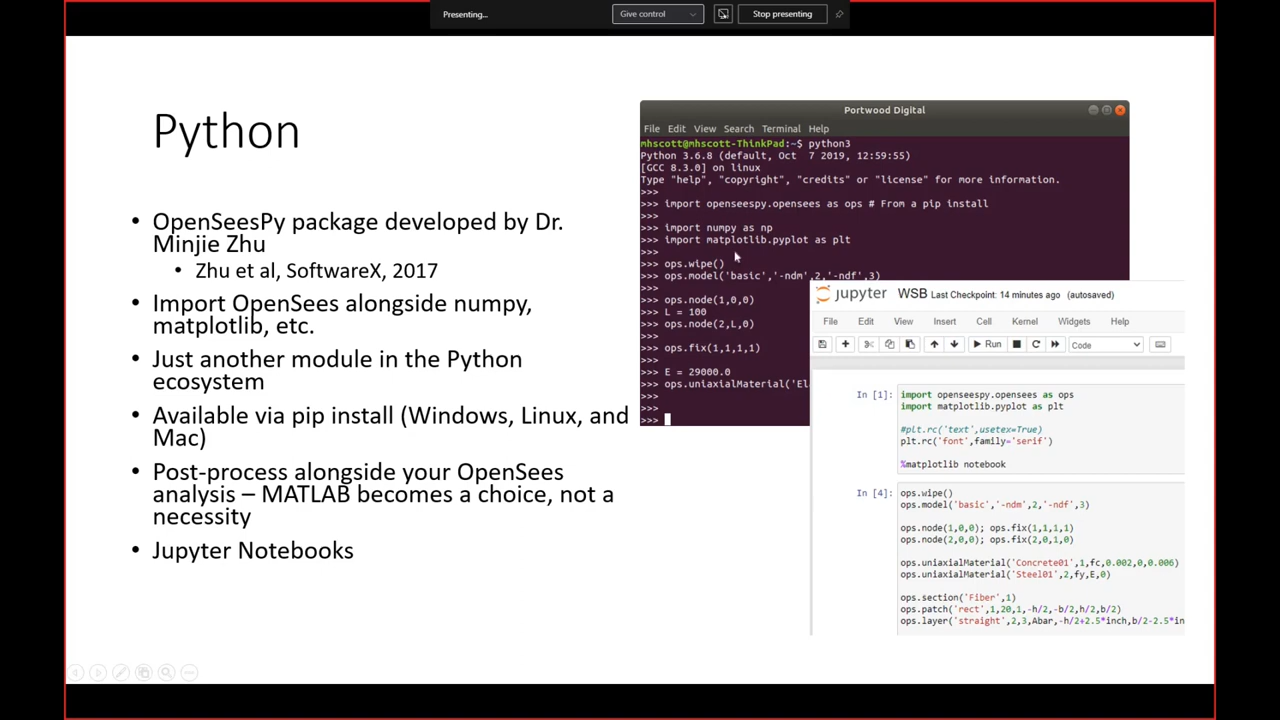 Presenting...
Give control
Stop presenting
Python
• OpenSeesPy package developed by Dr.
Minjie Zhu
• Zhu et al, SoftwareX, 2017
• Import OpenSees alongside numpy,
matplotlib, etc.
• Just another module in the Python
ecosystem
• Available via pip install (Windows, Linux, and
Mac)
• Post-process alongside your OpenSees
analysis – MATLAB becomes a choice, not a
necessity
• Jupyter Notebooks
Portwood Digital
File Edit View Search Terminal Help
mhscott@mhscott-ThinkPad:~$ python3
Python 3.6.8 (default, Oct  7 2019, 12:59:55)
[GCC 8.3.0] on linux
Type "help", "copyright", "credits" or "license" for more information.
>>>
>>> import openseespy.opensees as ops # From a pip install
>>>
>>> import numpy as np
>>> import matplotlib.pyplot as plt
>>>
>>> ops.wipe()
>>> ops.model('basic','-ndm',2,'-ndf',3)
>>>
>>> ops.node(1,0,0)
>>> L = 100
>>> ops.node(2,L,0)
>>>
>>> ops.fix(1,1,1,1)
>>>
>>> E = 29000.0
>>> ops.uniaxialMaterial('El
>>>
>>>
>>>
jupyter WSB Last Checkpoint: 14 minutes ago (autosaved)
File Edit View Insert Cell Kernel Widgets Help
Run Code
In [1]: import openseespy.opensees as ops
import matplotlib.pyplot as plt
#plt.rc('text',usetex=True)
plt.rc('font',family='serif')
%matplotlib notebook
In [4]: ops.wipe()
ops.model('basic','-ndm',2,'-ndf',3)
ops.node(1,0,0); ops.fix(1,1,1,1)
ops.node(2,0,0); ops.fix(2,0,1,0)
ops.uniaxialMaterial('Concrete01',1,fc,0.002,0,0.006)
ops.uniaxialMaterial('Steel01',2,fy,E,0)
ops.section('Fiber',1)
ops.patch('rect',1,20,1,-h/2,-b/2,h/2,b/2)
ops.layer('straight',2,3,Abar,-h/2+2.5*inch,b/2-2.5*in